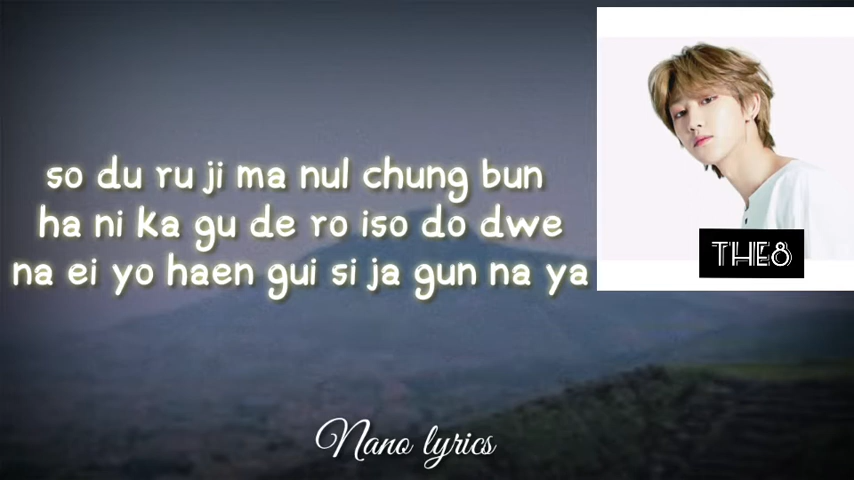 so du ru ji ma nul chung bun
ha ni ka gu de ro iso do dwe
na ei yo haen gui si ja gun na ya
THE8
Nano lyrics